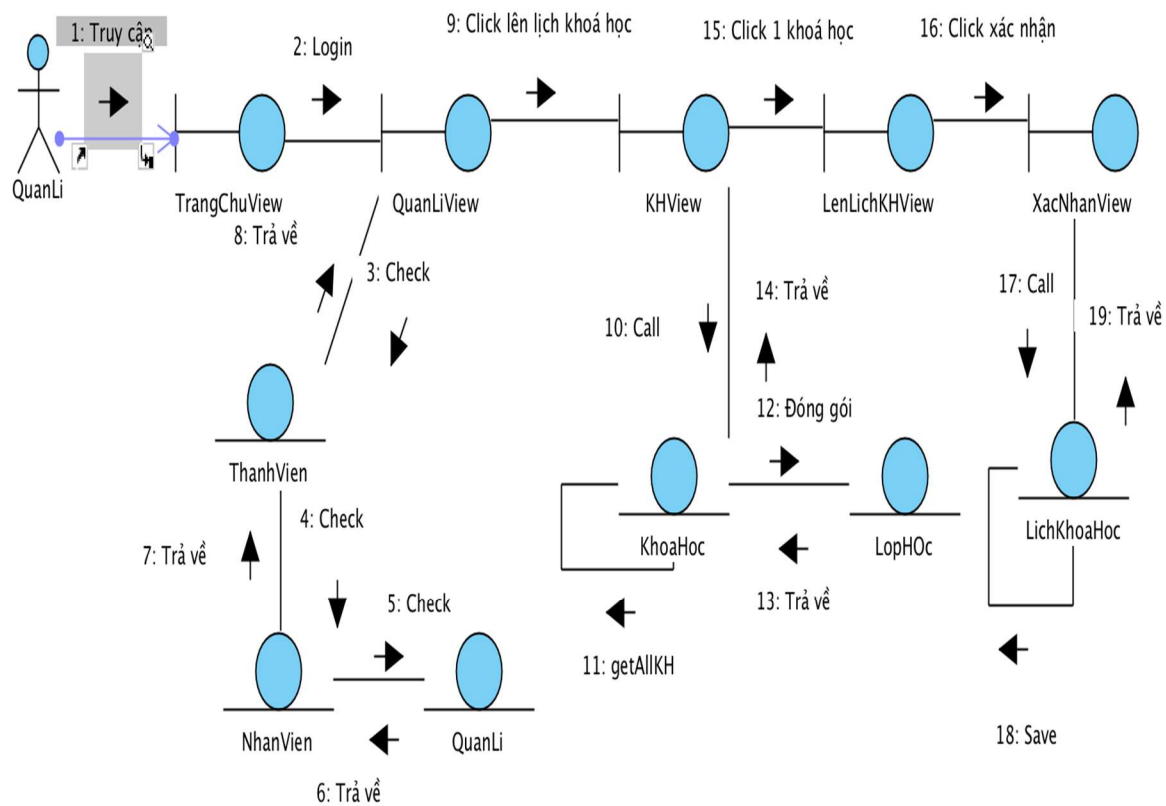 1: Truy cập
2: Login
9: Click lên lịch khoá học
15: Click 1 khoá học
16: Click xác nhận
QuanLi
TrangChuView
QuanLiView
KHView
LenLichKHView
XacNhanView
8: Trả về
3: Check
10: Call
14: Trả về
17: Call
19: Trả về
12: Đóng gói
ThanhVien
4: Check
7: Trả về
5: Check
KhoaHoc
LopHOc
LichKhoaHoc
13: Trả về
11: getAllKH
NhanVien
QuanLi
18: Save
6: Trả về